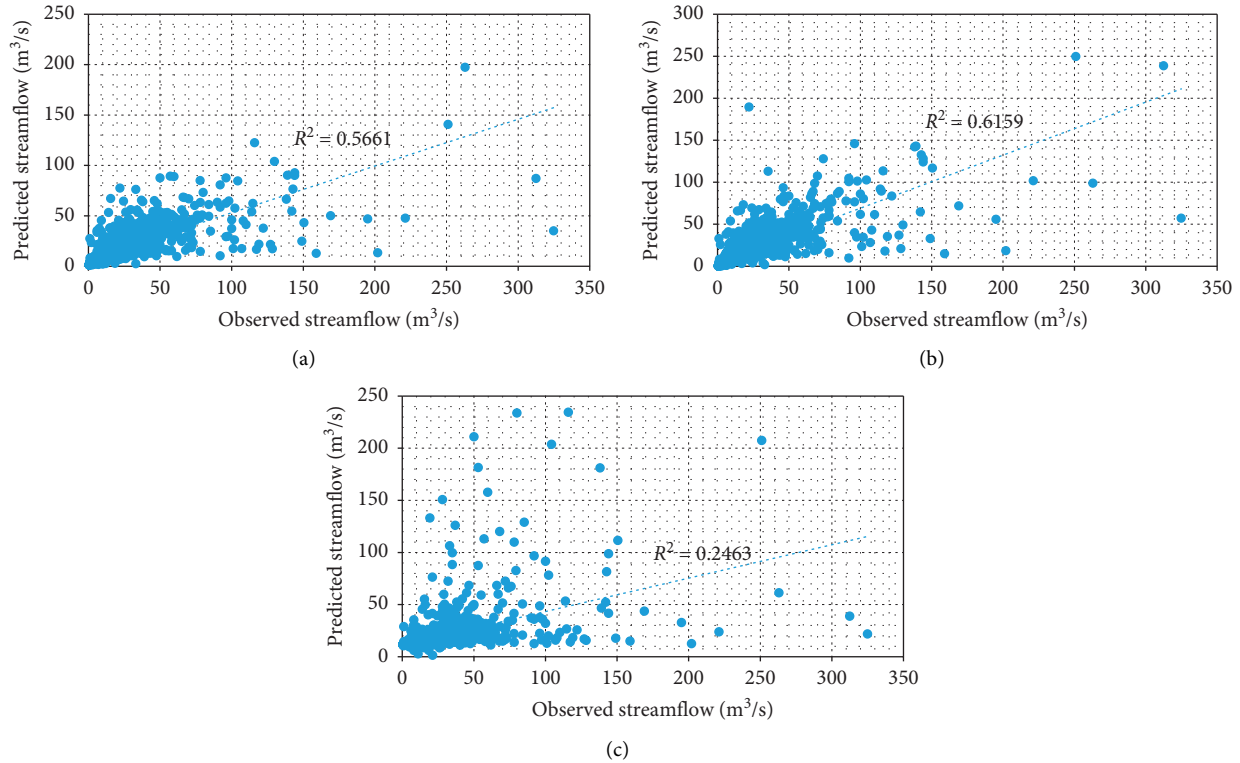 250
200
150
100
50
0
Predicted streamflow (m³/s)
R² = 0.5661
0 50 100 150 200 250 300 350
Observed streamflow (m³/s)
(a)
300
250
200
150
100
50
0
Predicted streamflow (m³/s)
R² = 0.6159
0 50 100 150 200 250 300 350
Observed streamflow (m³/s)
(b)
250
200
150
100
50
0
Predicted streamflow (m³/s)
R² = 0.2463
0 50 100 150 200 250 300 350
Observed streamflow (m³/s)
(c)